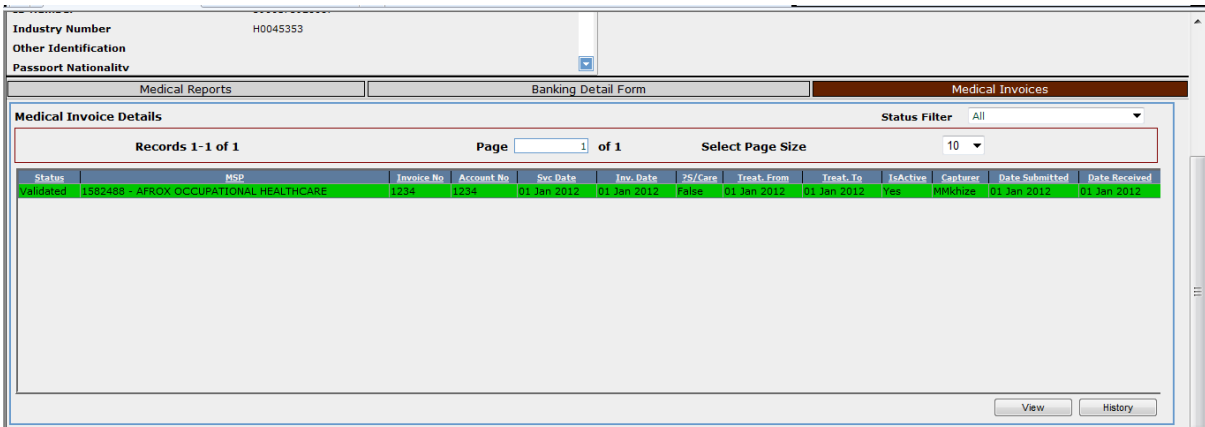 Industry Number H0045353
Other Identification
Passport Nationality
Medical Reports Banking Detail Form Medical Invoices
Medical Invoice Details Status Filter All
Records 1-1 of 1 Page 1 of 1 Select Page Size 10
Status MSP Invoice No Account No Svc Date Inv. Date ?S/Care Treat. From Treat. To IsActive Capturer Date Submitted Date Received
Validated 1582488 - AFROX OCCUPATIONAL HEALTHCARE 1234 1234 01 Jan 2012 01 Jan 2012 False 01 Jan 2012 01 Jan 2012 Yes MMkhize 01 Jan 2012 01 Jan 2012
View History